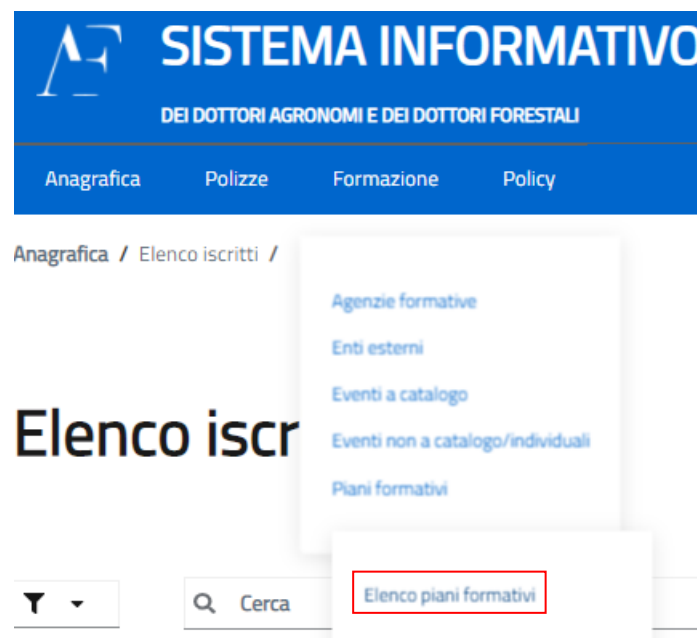 SISTEMA INFORMATIVO
DEI DOTTORI AGRONOMI E DEI DOTTORI FORESTALI
Anagrafica Polizze Formazione Policy
Anagrafica / Elenco iscritti /
Agenzie formative
Enti esterni
Eventi a catalogo
Elenco iscr
Eventi non a catalogo/individuali
Piani formativi
Elenco piani formativi
Cerca